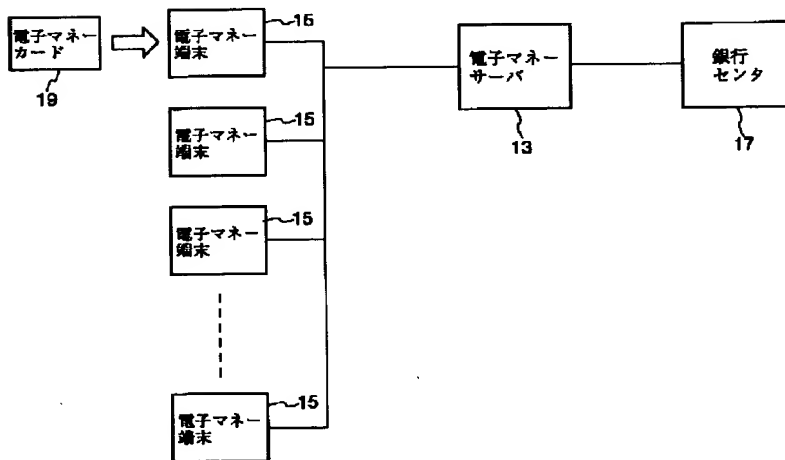 電子マネー
カード
19
電子マネー
端末
15
電子マネー
端末
15
電子マネー
端末
15
電子マネー
端末
15
電子マネー
サーバ
13
銀行
センタ
17